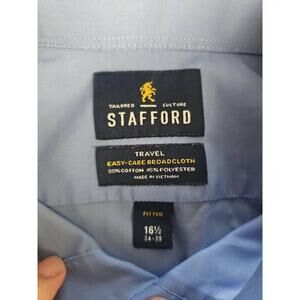 TAILORED CULTURE
STAFFORD
TRAVEL
EASY-CARE BROADCLOTH
55% COTTON 45% POLYESTER
MADE IN VIETNAM
FITTED
16½
34-35